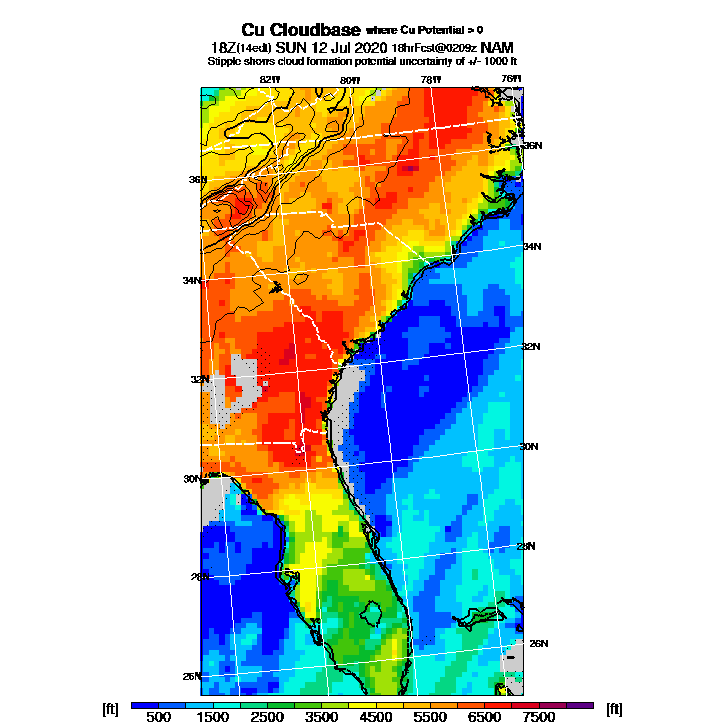 Cu Cloudbase where Cu Potential > 0
18Z(14edt) SUN 12 Jul 2020 18hrFcst@0209z NAM
Stipple shows cloud formation potential uncertainty of +/- 1000 ft
82W 80W 78W 76W
36N
36N
34N
34N
32N
32N
30N
30N
28N
28N
26N
26N
[ft] 500 1500 2500 3500 4500 5500 6500 7500 [ft]